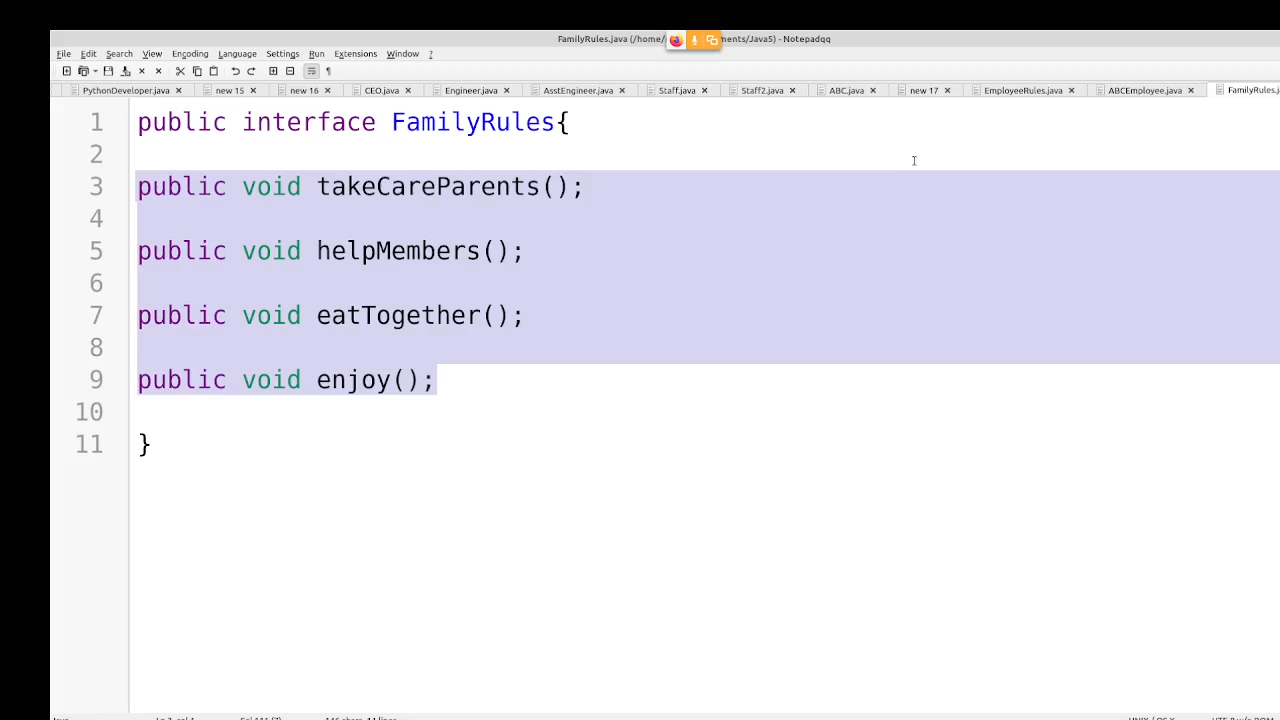 FamilyRules.java (/home/ ments/Java5) - Notepadqq
File Edit Search View Encoding Language Settings Run Extensions Window ?
PythonDeveloper.java new 15 new 16 CEO.java Engineer.java AsstEngineer.java Staff.java Staff2.java ABC.java new 17 EmployeeRules.java ABCEmployee.java FamilyRules.j
1 public interface FamilyRules{
2
3 public void takeCareParents();
4
5 public void helpMembers();
6
7 public void eatTogether();
8
9 public void enjoy();
10
11 }